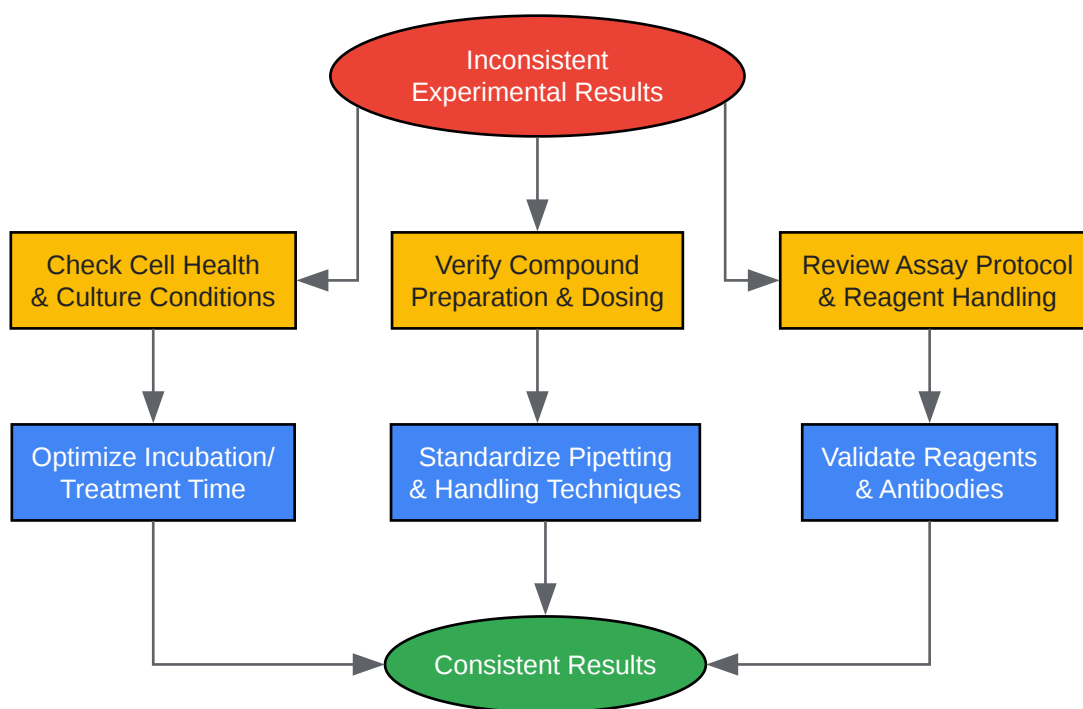 Inconsistent
Experimental Results
Check Cell Health
& Culture Conditions
Verify Compound
Preparation & Dosing
Review Assay Protocol
& Reagent Handling
Optimize Incubation/
Treatment Time
Standardize Pipetting
& Handling Techniques
Validate Reagents
& Antibodies
Consistent Results